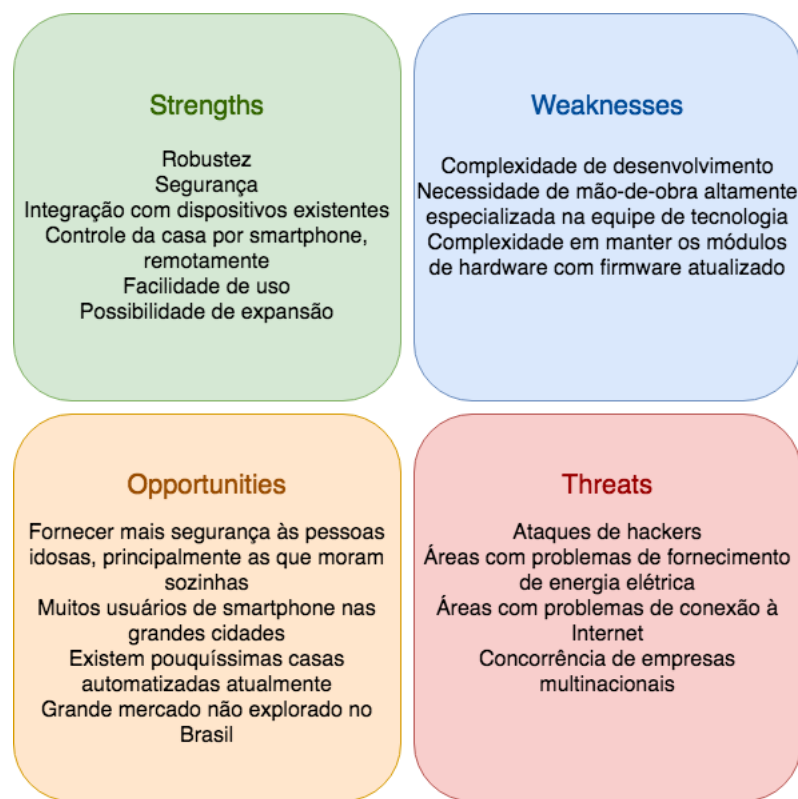 Strengths
Robustez
Segurança
Integração com dispositivos existentes
Controle da casa por smartphone,
remotamente
Facilidade de uso
Possibilidade de expansão
Weaknesses
Complexidade de desenvolvimento
Necessidade de mão-de-obra altamente
especializada na equipe de tecnologia
Complexidade em manter os módulos
de hardware com firmware atualizado
Opportunities
Fornecer mais segurança às pessoas
idosas, principalmente as que moram
sozinhas
Muitos usuários de smartphone nas
grandes cidades
Existem pouquíssimas casas
automatizadas atualmente
Grande mercado não explorado no
Brasil
Threats
Ataques de hackers
Áreas com problemas de fornecimento
de energia elétrica
Áreas com problemas de conexão à
Internet
Concorrência de empresas
multinacionais